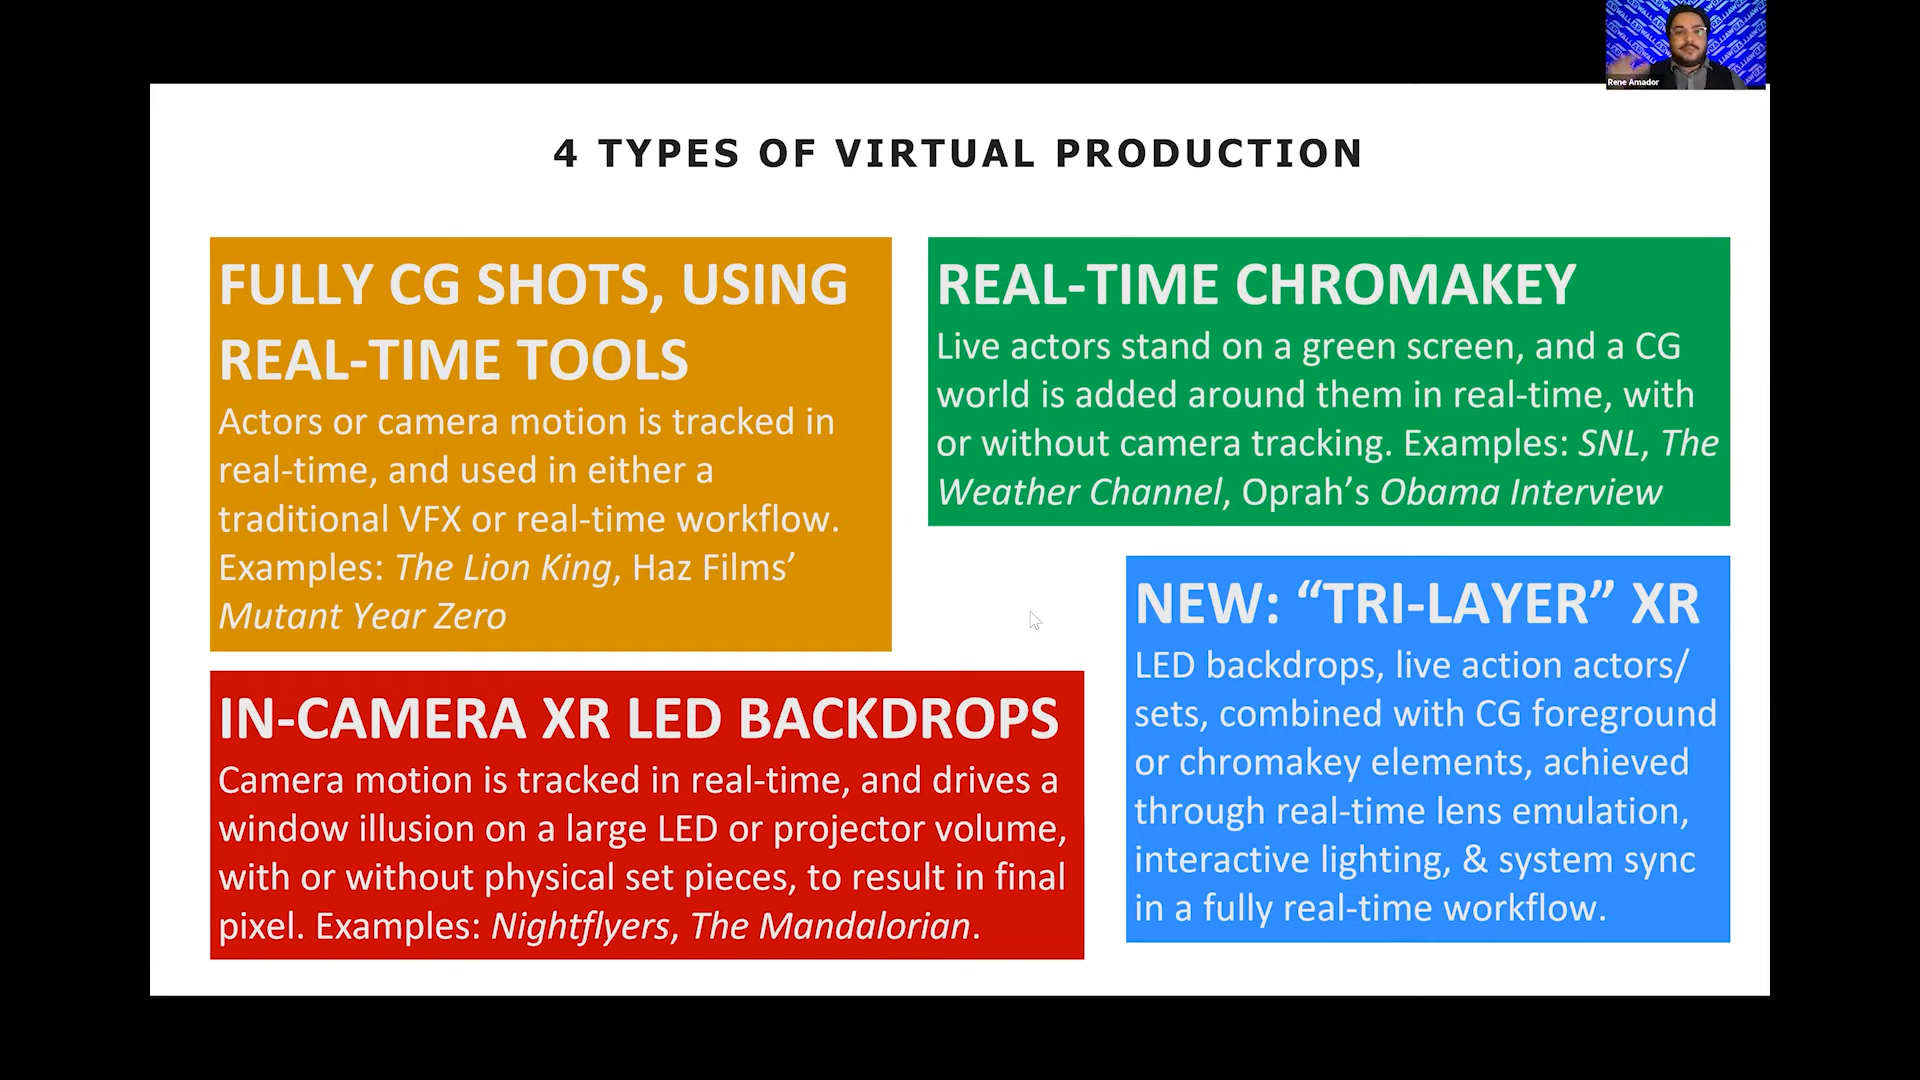 Rene Amador
4 TYPES OF VIRTUAL PRODUCTION
FULLY CG SHOTS, USING
REAL-TIME TOOLS
Actors or camera motion is tracked in
real-time, and used in either a
traditional VFX or real-time workflow.
Examples: The Lion King, Haz Films’
Mutant Year Zero
REAL-TIME CHROMAKEY
Live actors stand on a green screen, and a CG
world is added around them in real-time, with
or without camera tracking. Examples: SNL, The
Weather Channel, Oprah’s Obama Interview
IN-CAMERA XR LED BACKDROPS
Camera motion is tracked in real-time, and drives a
window illusion on a large LED or projector volume,
with or without physical set pieces, to result in final
pixel. Examples: Nightflyers, The Mandalorian.
NEW: “TRI-LAYER” XR
LED backdrops, live action actors/
sets, combined with CG foreground
or chromakey elements, achieved
through real-time lens emulation,
interactive lighting, & system sync
in a fully real-time workflow.